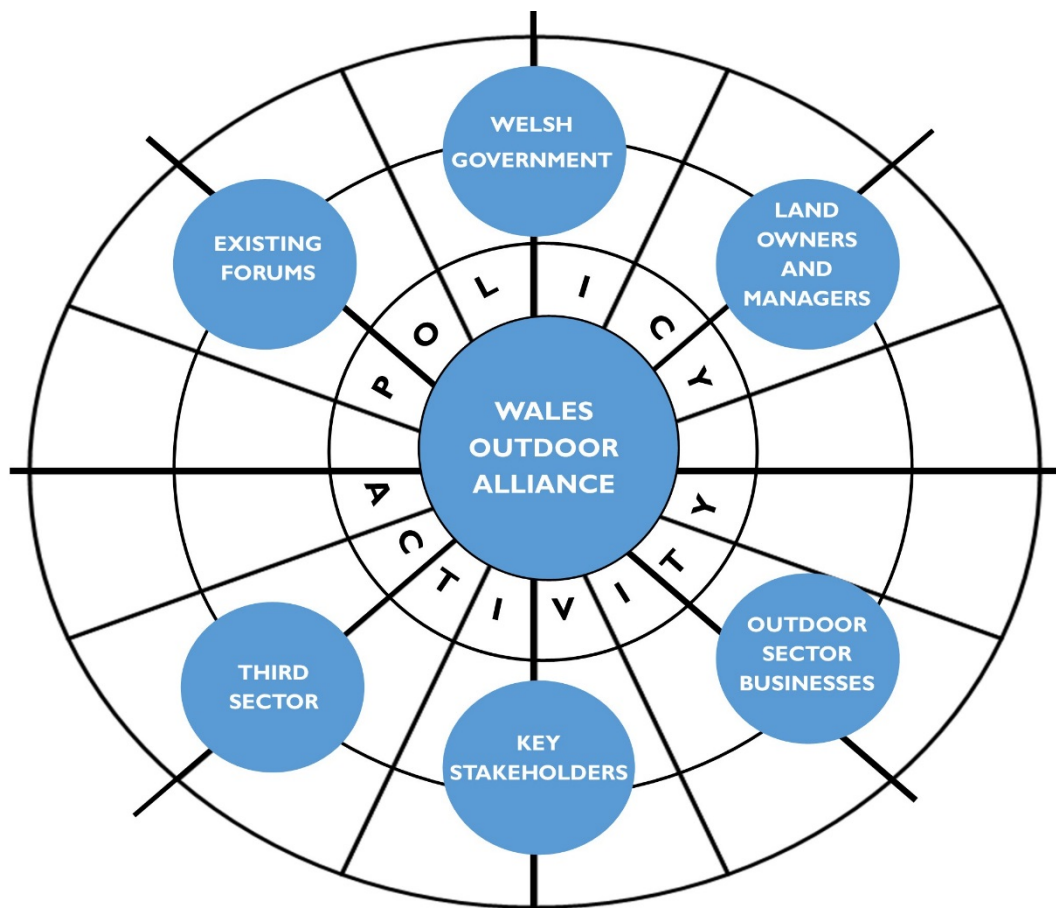 WELSH
GOVERNMENT
EXISTING
FORUMS
LAND
OWNERS
AND
MANAGERS
POLICY
WALES
OUTDOOR
ALLIANCE
ACTIVITY
THIRD
SECTOR
KEY
STAKEHOLDERS
OUTDOOR
SECTOR
BUSINESSES